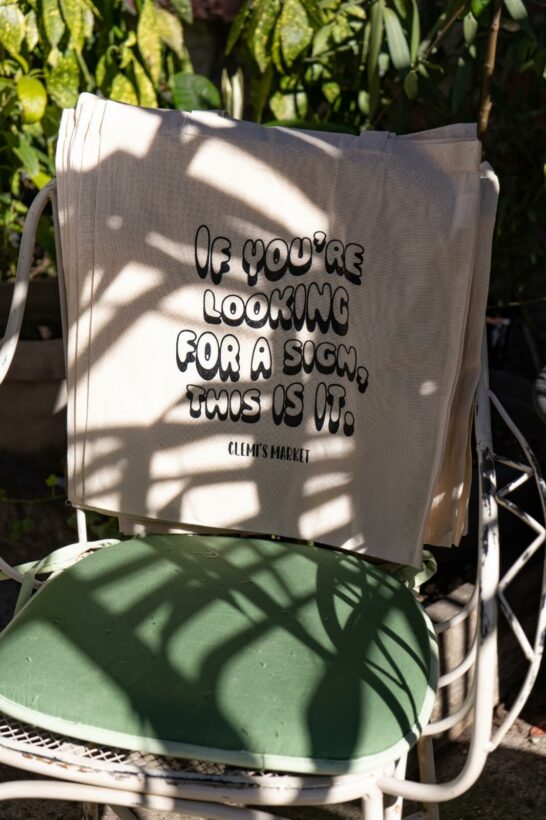 IF YOU'RE
LOOKING
FOR A SIGN,
THIS IS IT.
CLEMI'S MARKET